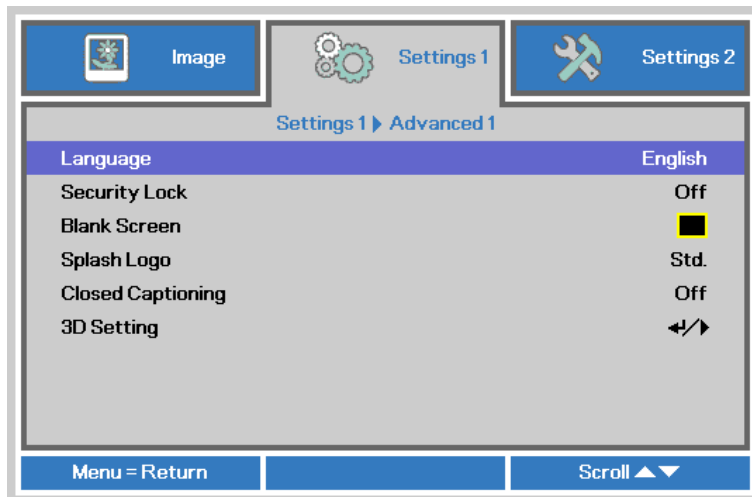 Image
Settings 1
Settings 2
Settings 1 Advanced 1
Language English
Security Lock Off
Blank Screen
Splash Logo Std.
Closed Captioning Off
3D Setting
Menu = Return
Scroll